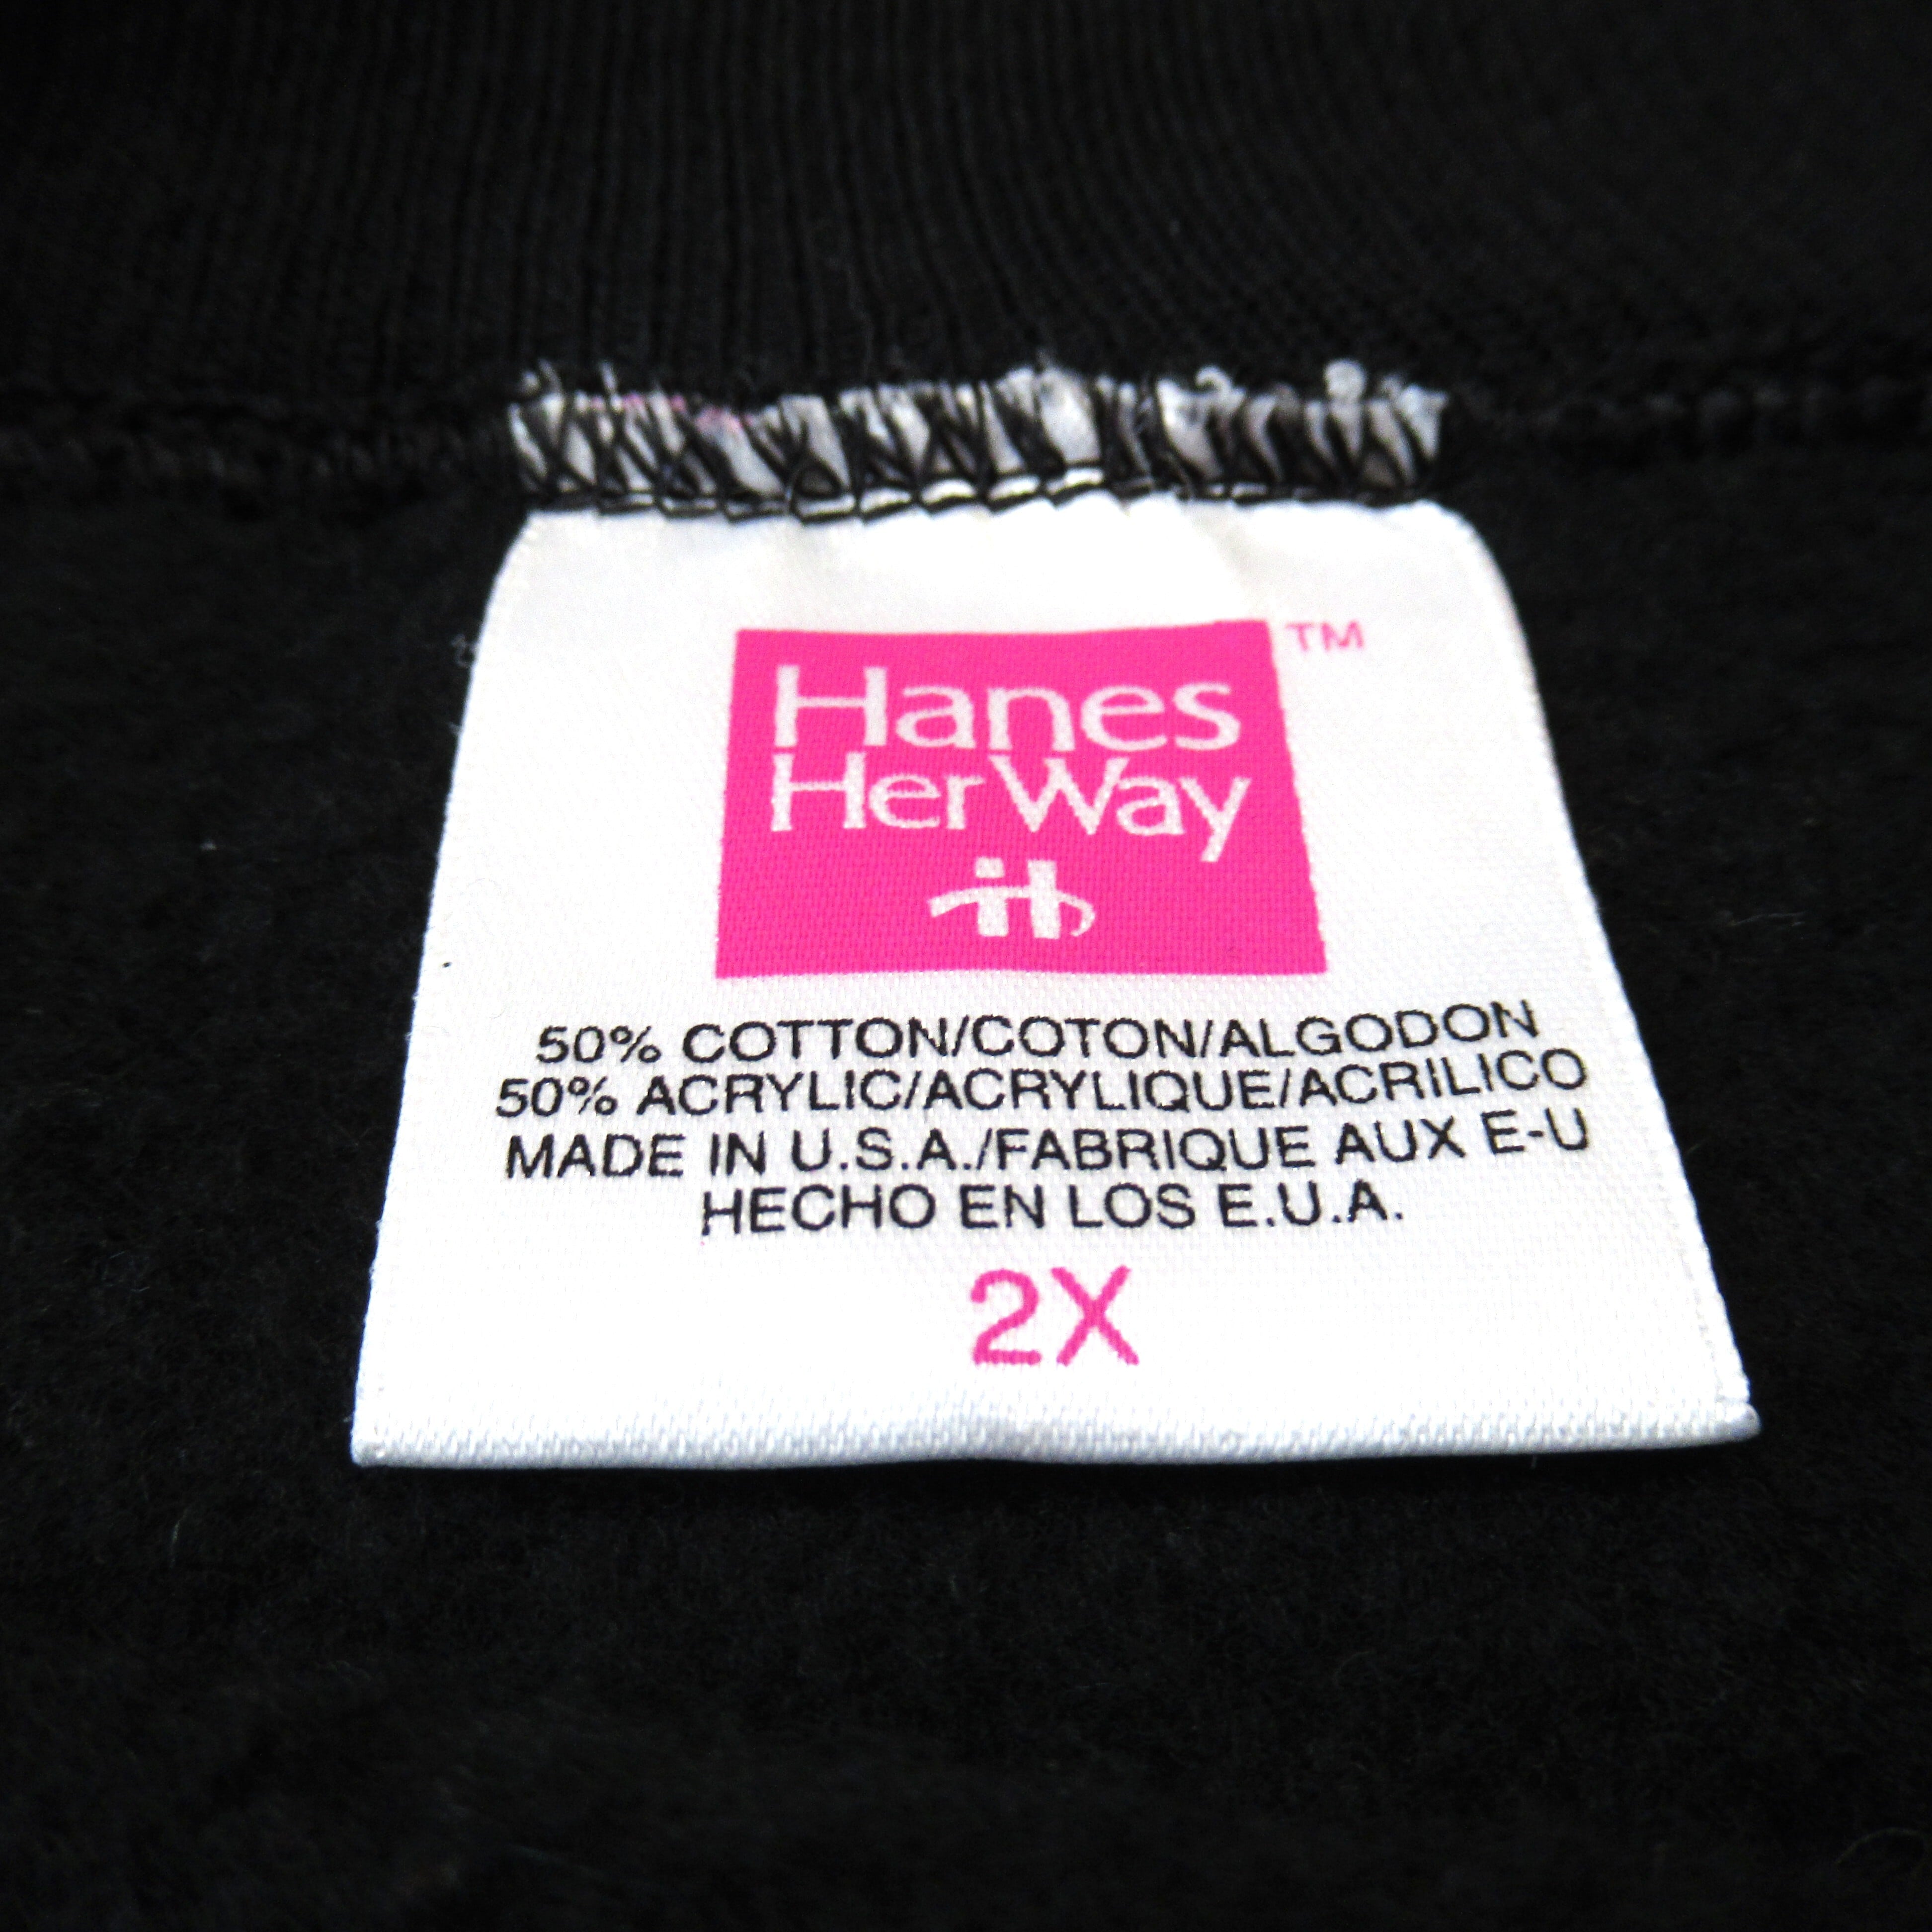 Hanes
HerWay
TM
50% COTTON/COTON/ALGODON
50% ACRYLIC/ACRYLIQUE/ACRILICO
MADE IN U.S.A./FABRIQUE AUX E-U
HECHO EN LOS E.U.A.
2X